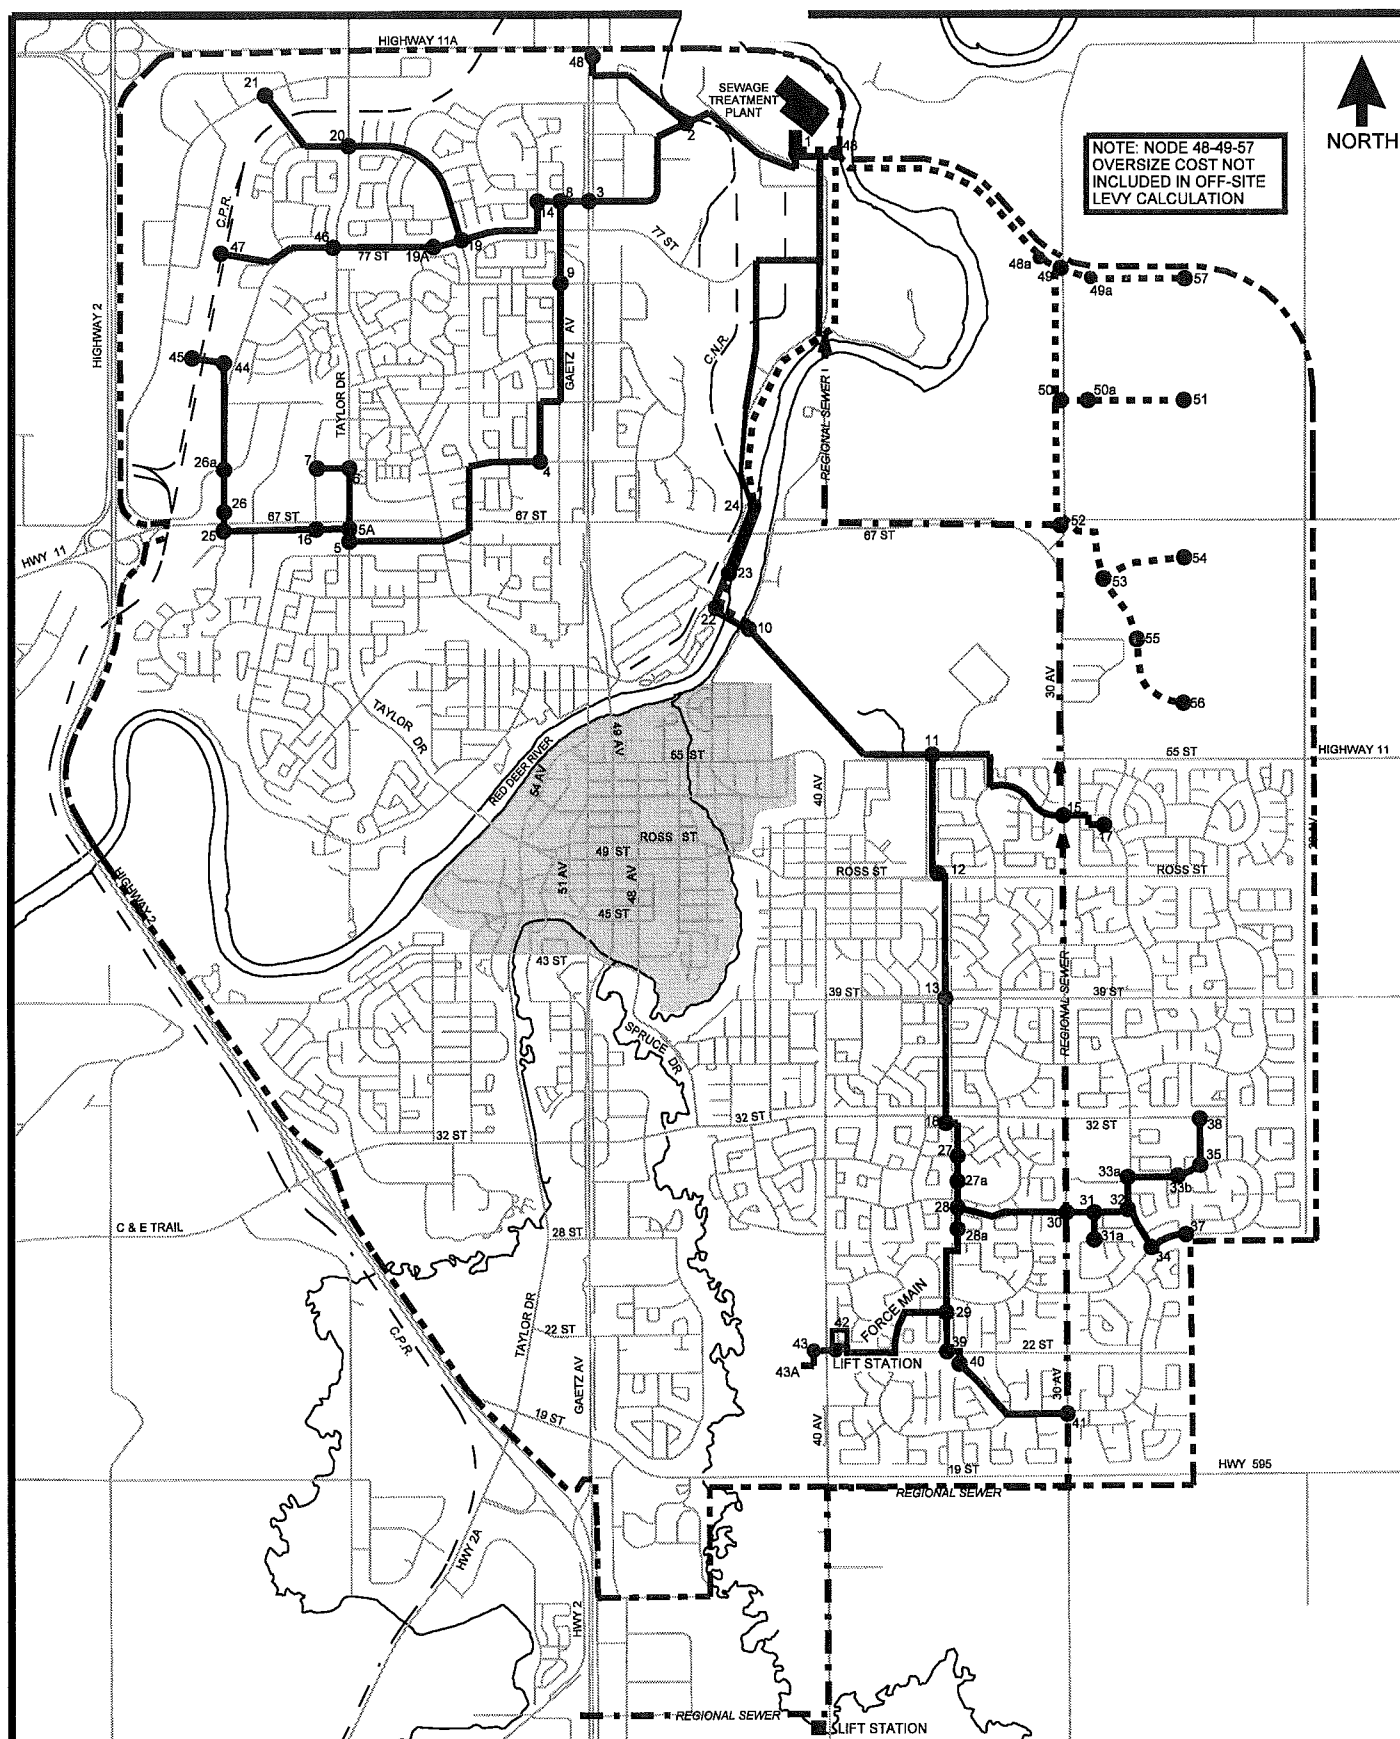 HIGHWAY 11A
48
21
SEWAGE
TREATMENT
PLANT
2
1
48
NORTH
NOTE: NODE 48-49-57
OVERSIZE COST NOT
INCLUDED IN OFF-SITE
LEVY CALCULATION
20
8
3
14
C.P.R.
47
46
77 ST
19A
19
77 ST
48a
49
49a
57
9
HIGHWAY 2
GAETZ AV
C.N.R.
45
44
TAYLOR DR
REGIONAL SEWER
50
50a
51
26a
7
6
4
26
24
67 ST
67 ST
25
16
5A
5
67 ST
52
HWY 11
23
53
54
22
10
55
30 AV
56
TAYLOR DR
49 AV
RED DEER RIVER
54 AV
55 ST
11
55 ST
HIGHWAY 11
40 AV
15
17
ROSS ST
20 AV
49 ST
51 AV
48 AV
ROSS ST
12
ROSS ST
HIGHWAY 2
45 ST
43 ST
REGIONAL SEWER
39 ST
13
39 ST
SPRUCE DR
32 ST
32 ST
18
32 ST
38
27
35
33a
27a
33b
C & E TRAIL
28
30
31
32
28 ST
28a
31a
37
34
FORCE MAIN
C.P.R.
TAYLOR DR
22 ST
42
29
43
39
22 ST
43A
LIFT STATION
40
GAETZ AV
30 AV
19 ST
40 AV
41
19 ST
HWY 595
REGIONAL SEWER
HWY 2A
HWY 2
REGIONAL SEWER
LIFT STATION